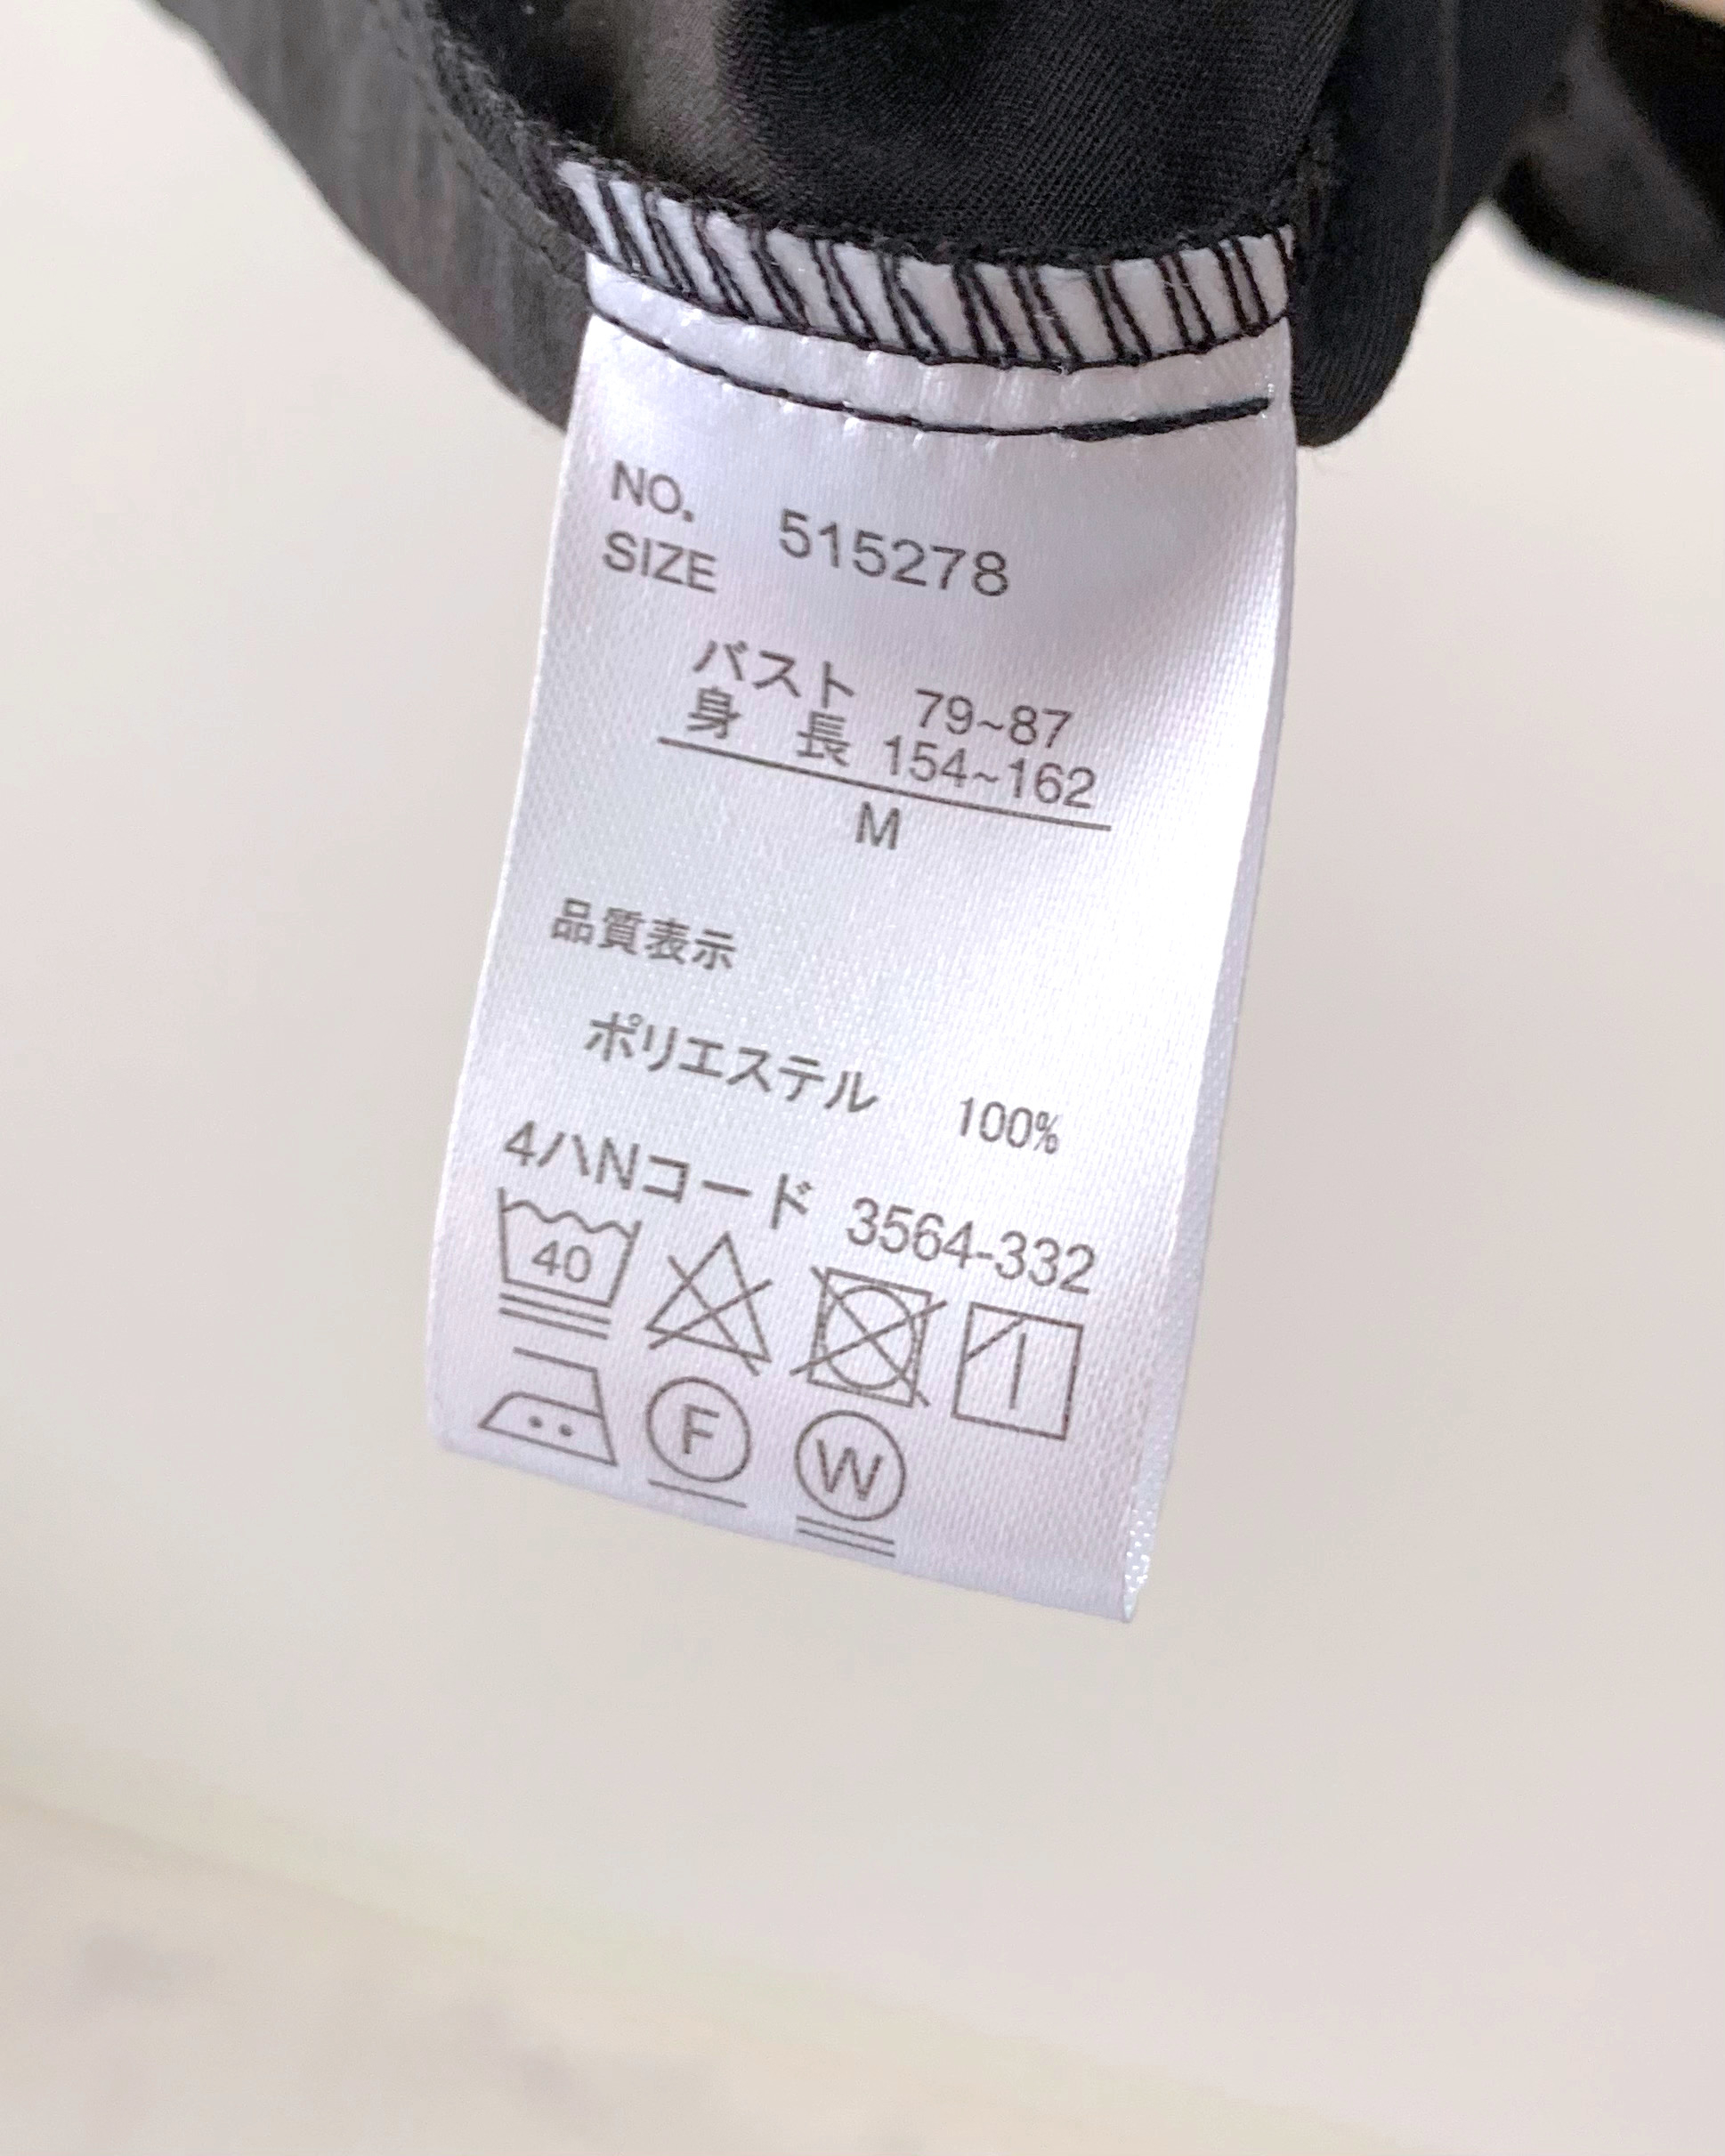 NO. 515278
SIZE
バスト 79~87
身 長 154~162
M
品質表示
ポリエステル 100%
4ハNコード 3564-332
40
F
W